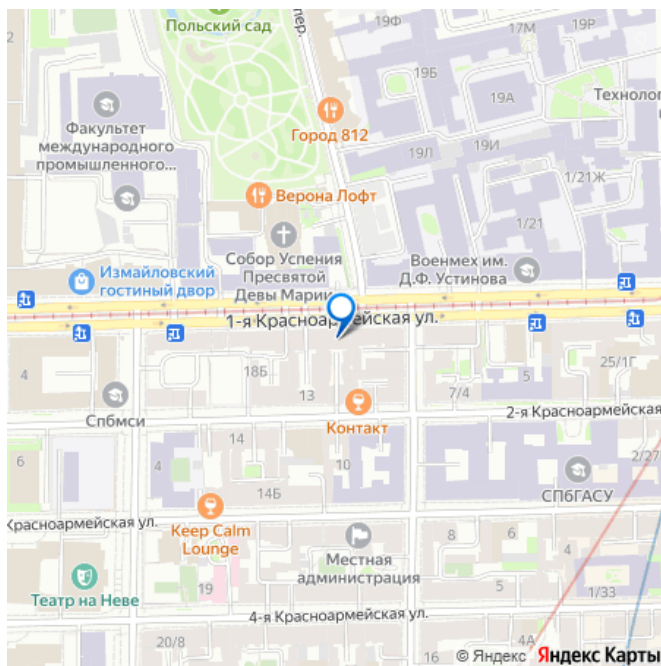 Польский сад
пер.
19Ф
17М
19Р
19Б
19А
Технолог
Факультет
международного
промышленного...
Город 812
19Л
19И
1/21Ж
Верона Лофт
1/21
Собор Успения
Пресвятой
Девы Марии
Военмех им.
Д.Ф. Устинова
Измайловский
гостиный двор
1-я Красноармейская ул.
4
18Б
25/1Г
5
7/4
13
Спбмси
Контакт
2-я Красноармейская
6
4
14
10
2/27
14Б
СПбГАСУ
Красноармейская ул.
Keep Calm
Lounge
8
6
Местная
администрация
19
Театр на Неве
1/33
4-я Красноармейская ул.
20/8
16
4А
© Яндекс Яндекс Карты